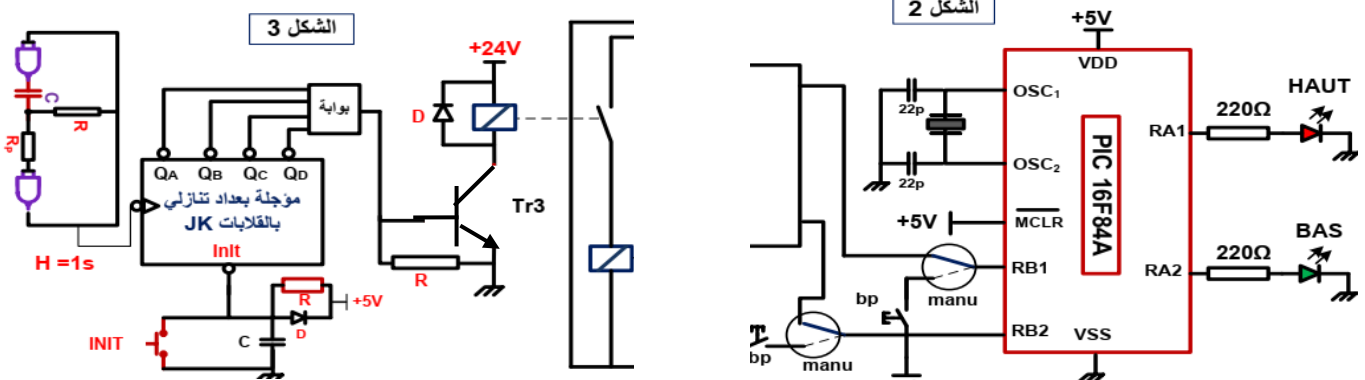 الشكل 3
+24V
C
R
Rp
بوابة
D
QA QB QC QD
مؤجلة بعداد تنازلي
بالقلابات JK
InIt
H =1s
Tr3
R
R
+5V
D
C
INIT
الشكل 2
+5V
VDD
OSC1
22p
OSC2
22p
PIC 16F84A
RA1
220Ω
HAUT
+5V
MCLR
RB1
manu
bp
RA2
220Ω
BAS
RB2
VSS
bp
manu